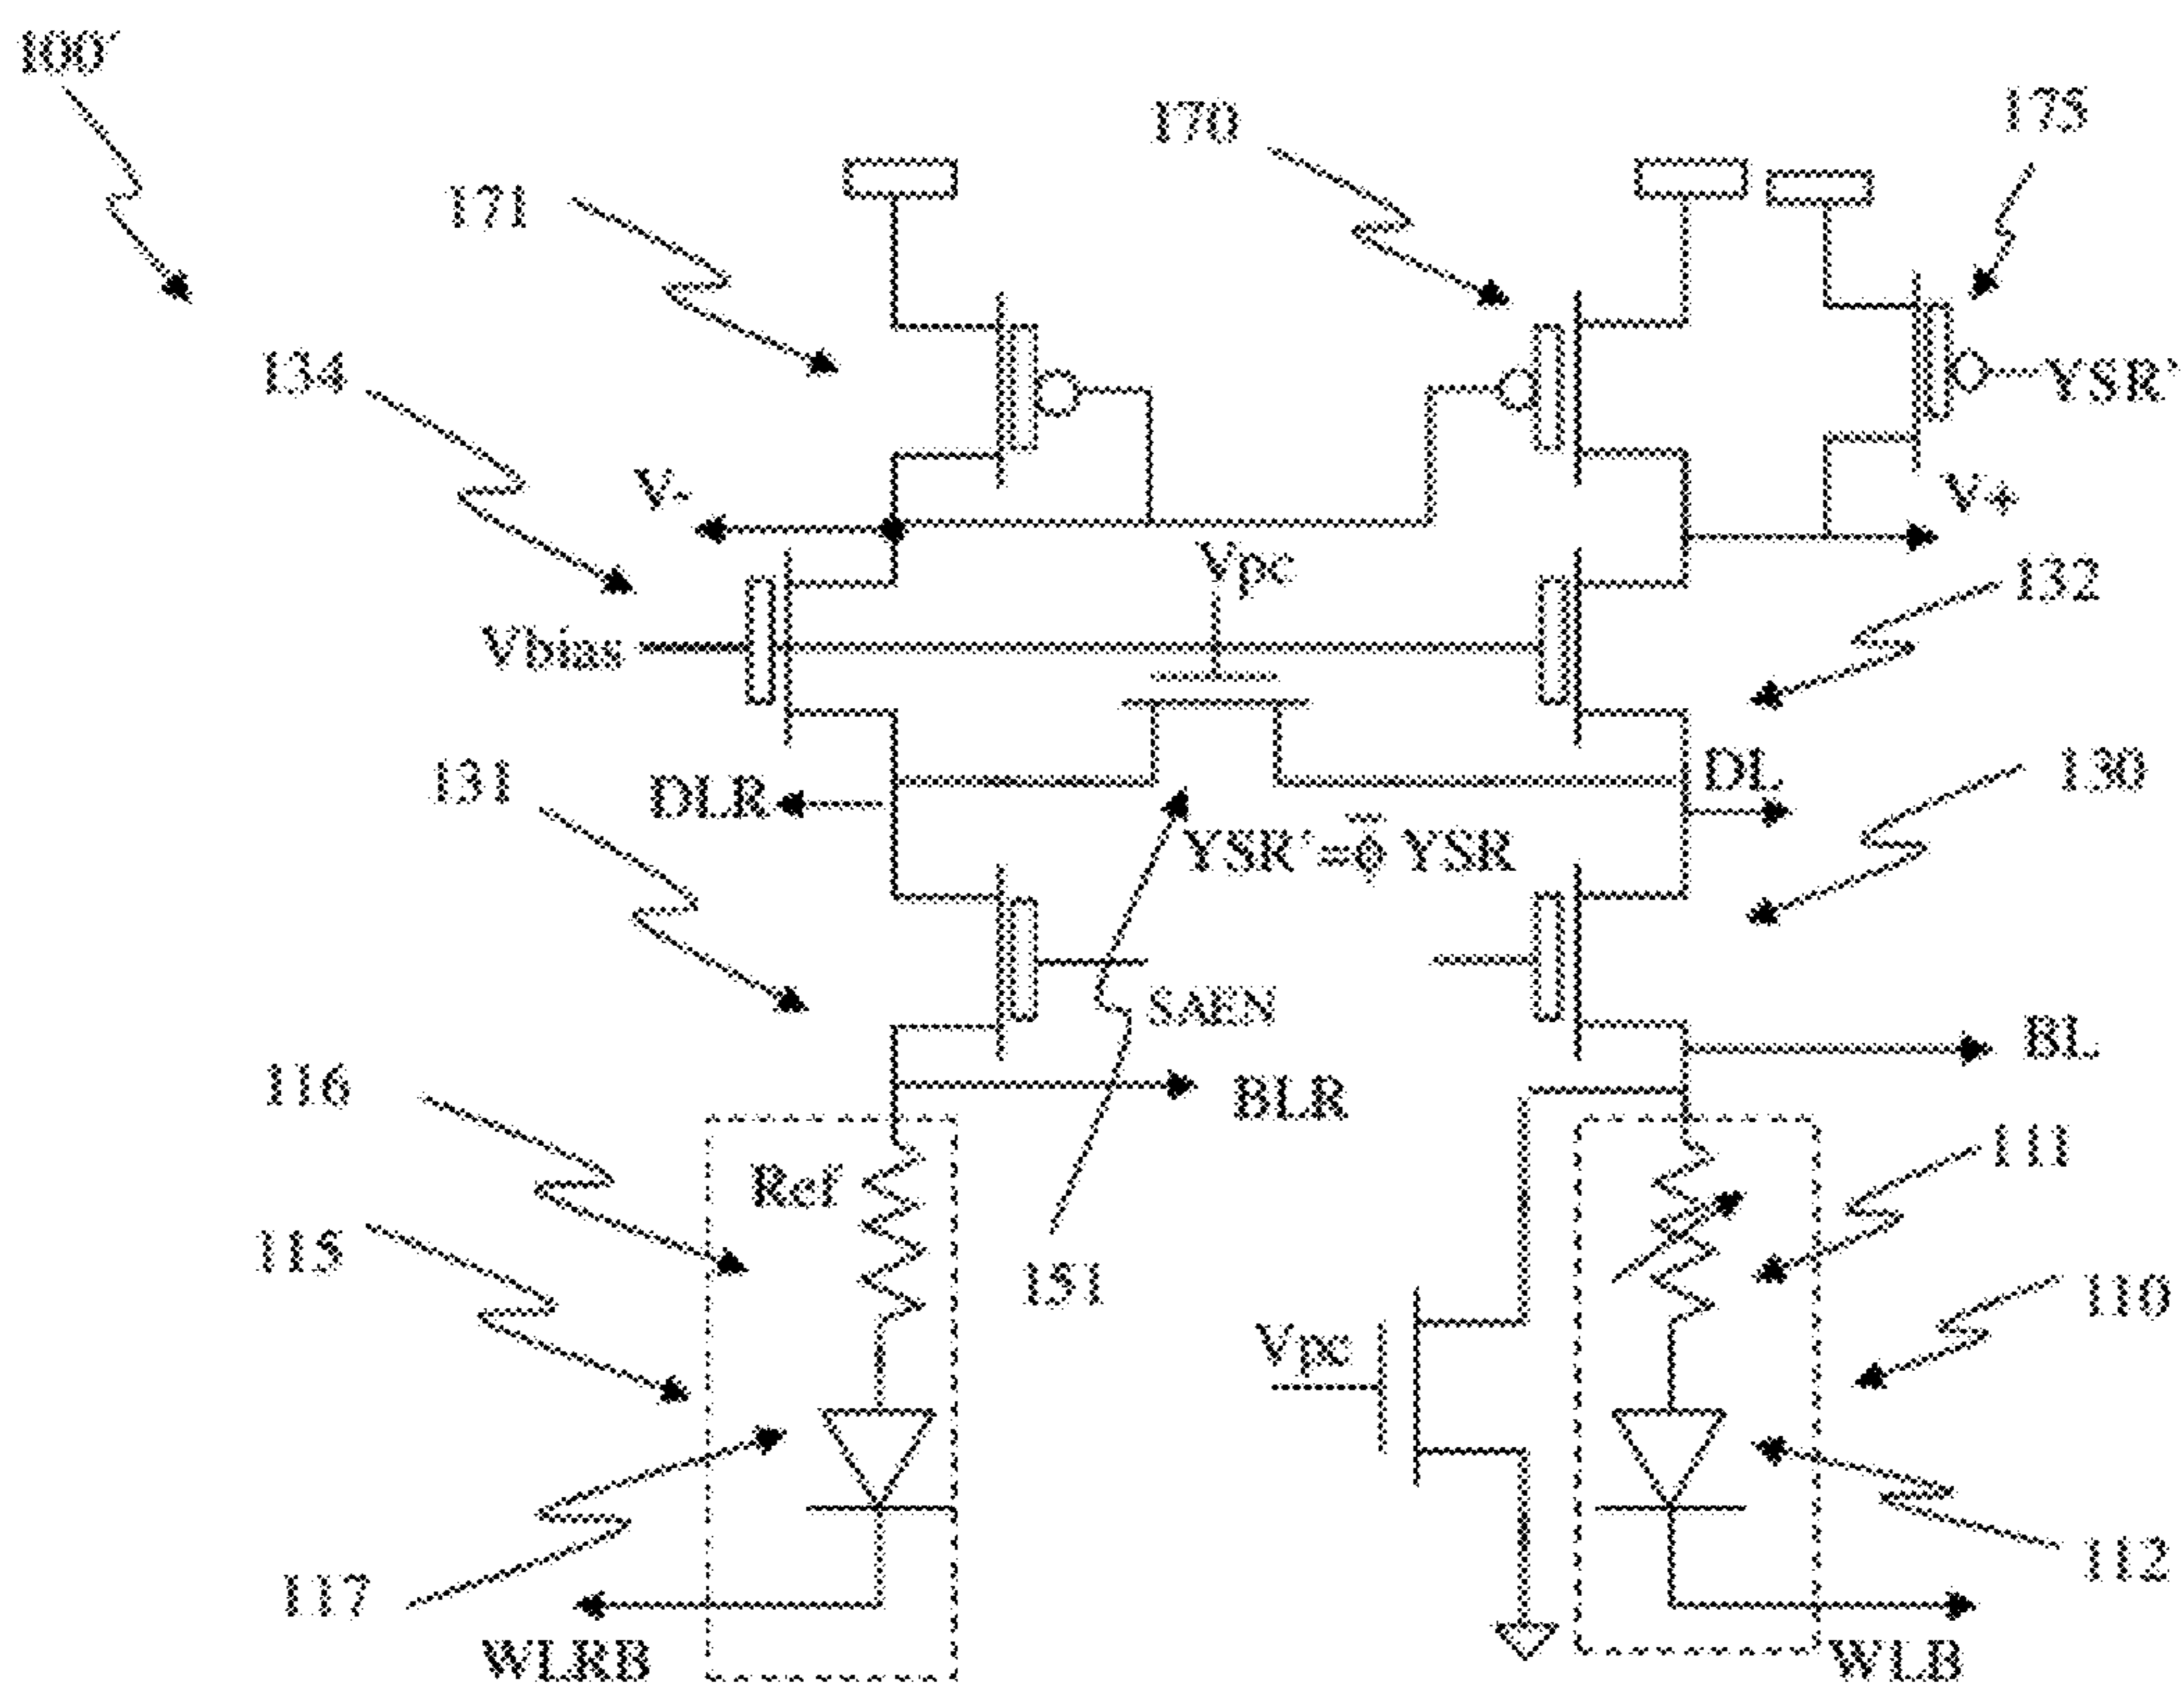 100′
170
175
171
134
YSR'
V-
V+
Vpc
132
Vbias
DL
131
DLR
130
YSR′=φ̅ YSR
SAEN
BL
116
BLR
111
Ref
115
151
110
Vpc
117
112
WLRB
WLB